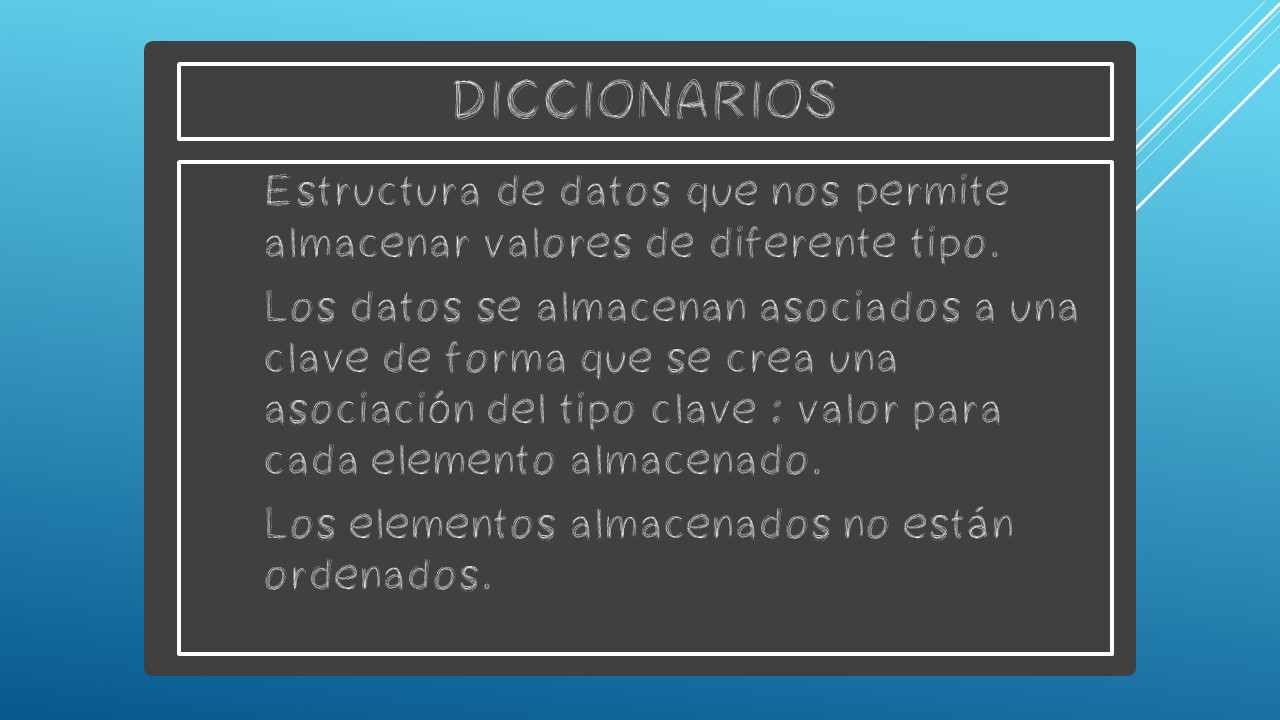 DICCIONARIOS
Estructura de datos que nos permite
almacenar valores de diferente tipo.
Los datos se almacenan asociados a una
clave de forma que se crea una
asociación del tipo clave : valor para
cada elemento almacenado.
Los elementos almacenados no están
ordenados.